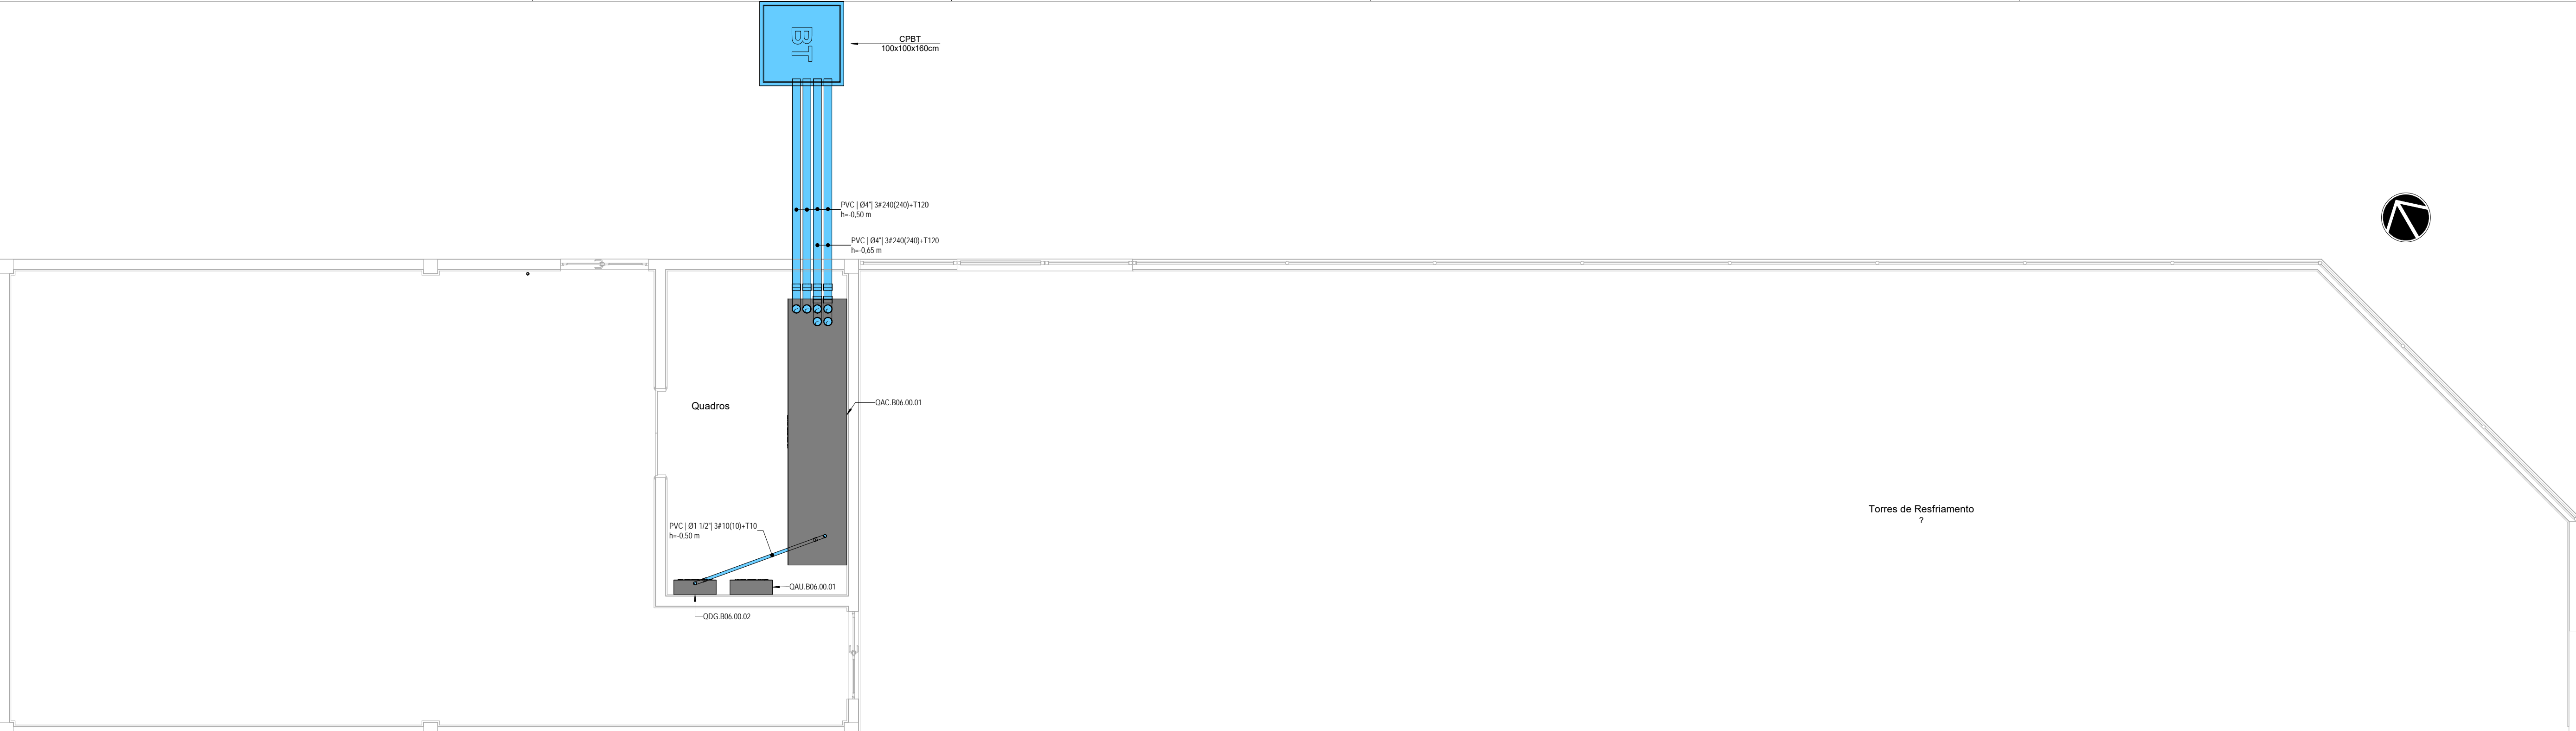 BT
CPBT
100x100x160cm
PVC | Ø4"| 3#240(240)+T120
h=-0,50 m
PVC | Ø4"| 3#240(240)+T120
h=-0,65 m
Quadros
QAC.B06.00.01
PVC | Ø1 1/2"| 3#10(10)+T10
h=-0,50 m
QAU.B06.00.01
QDG.B06.00.02
Torres de Resfriamento
?